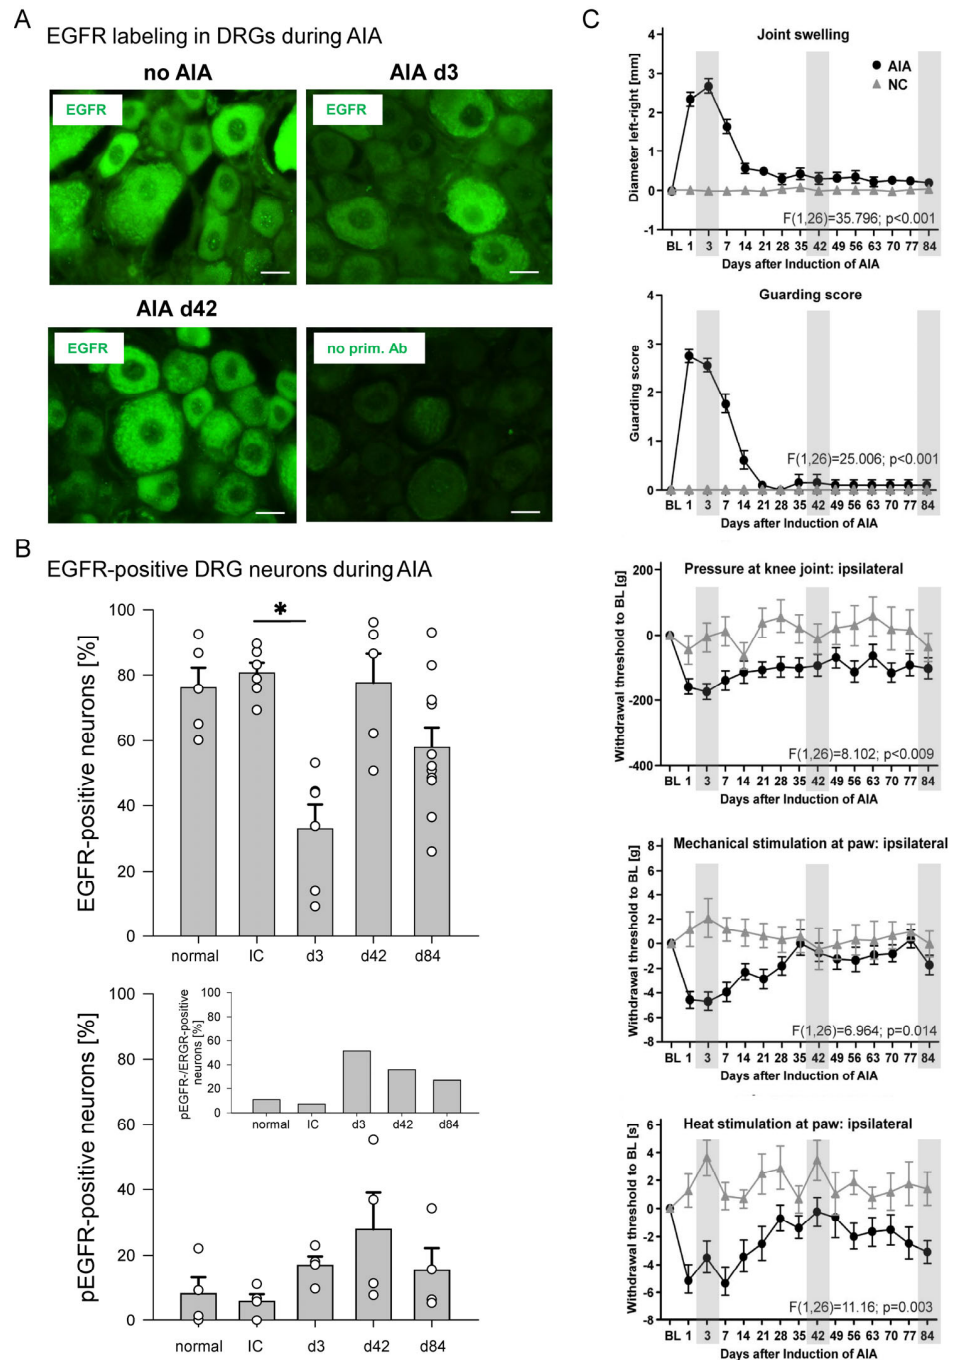 A
EGFR labeling in DRGs during AIA
no AIA
AIA d3
EGFR
EGFR
AIA d42
EGFR
no prim. Ab
B
EGFR-positive DRG neurons during AIA
EGFR-positive neurons [%]
100
80
60
40
20
0
*
normal IC d3 d42 d84
pEGFR-positive neurons [%]
100
80
60
40
20
0
pEGFR-/ERGR-positive
neurons [%]
100
80
60
40
20
0
normal IC d3 d42 d84
normal IC d3 d42 d84
C
Joint swelling
AIA
NC
Diameter left-right [mm]
4
3
2
1
0
-1
F(1,26)=35.796; p<0.001
BL 1 3 7 14 21 28 35 42 49 56 63 70 77 84
Days after Induction of AIA
Guarding score
Guarding score
4
3
2
1
0
F(1,26)=25.006; p<0.001
BL 1 3 7 14 21 28 35 42 49 56 63 70 77 84
Days after Induction of AIA
Pressure at knee joint: ipsilateral
Withdrawal threshold to BL [g]
200
0
-200
-400
F(1,26)=8.102; p<0.009
BL 1 3 7 14 21 28 35 42 49 56 63 70 77 84
Days after Induction of AIA
Mechanical stimulation at paw: ipsilateral
Withdrawal threshold to BL [g]
8
6
4
2
0
-2
-4
-6
-8
F(1,26)=6.964; p=0.014
BL 1 3 7 14 21 28 35 42 49 56 63 70 77 84
Days after Induction of AIA
Heat stimulation at paw: ipsilateral
Withdrawal threshold to BL [s]
6
4
2
0
-2
-4
-6
-8
F(1,26)=11.16; p=0.003
BL 1 3 7 14 21 28 35 42 49 56 63 70 77 84
Days after Induction of AIA